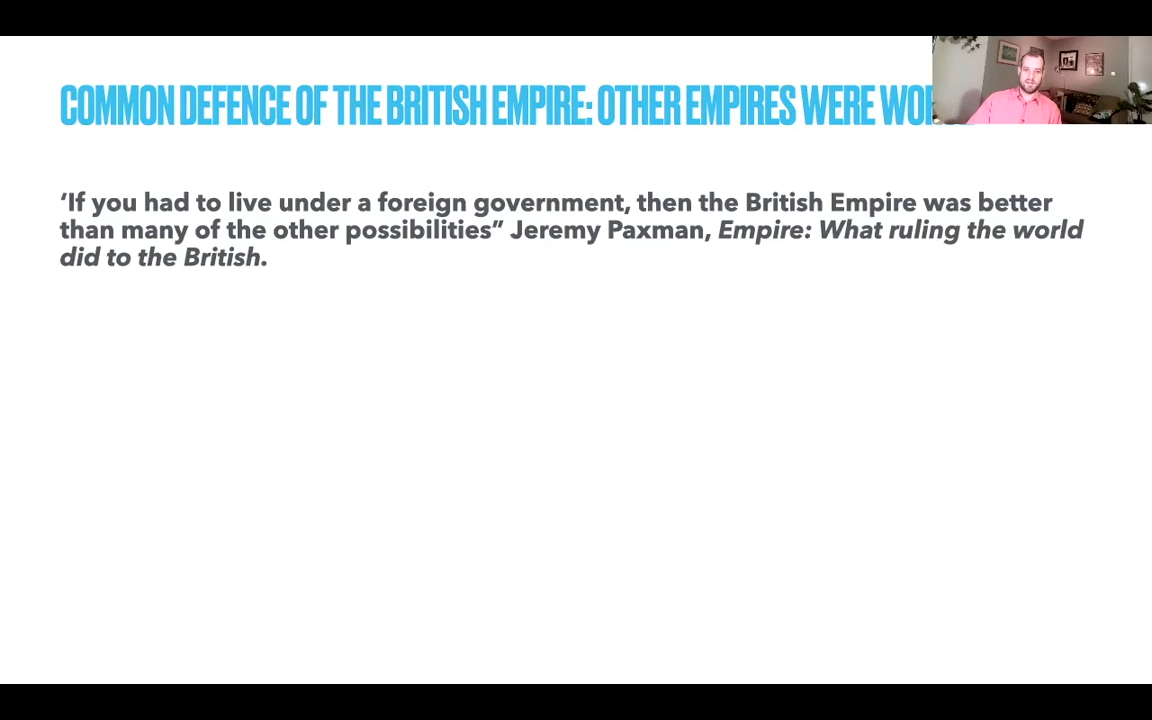 COMMON DEFENCE OF THE BRITISH EMPIRE: OTHER EMPIRES WERE
‘If you had to live under a foreign government, then the British Empire was better
than many of the other possibilities” Jeremy Paxman, Empire: What ruling the world
did to the British.